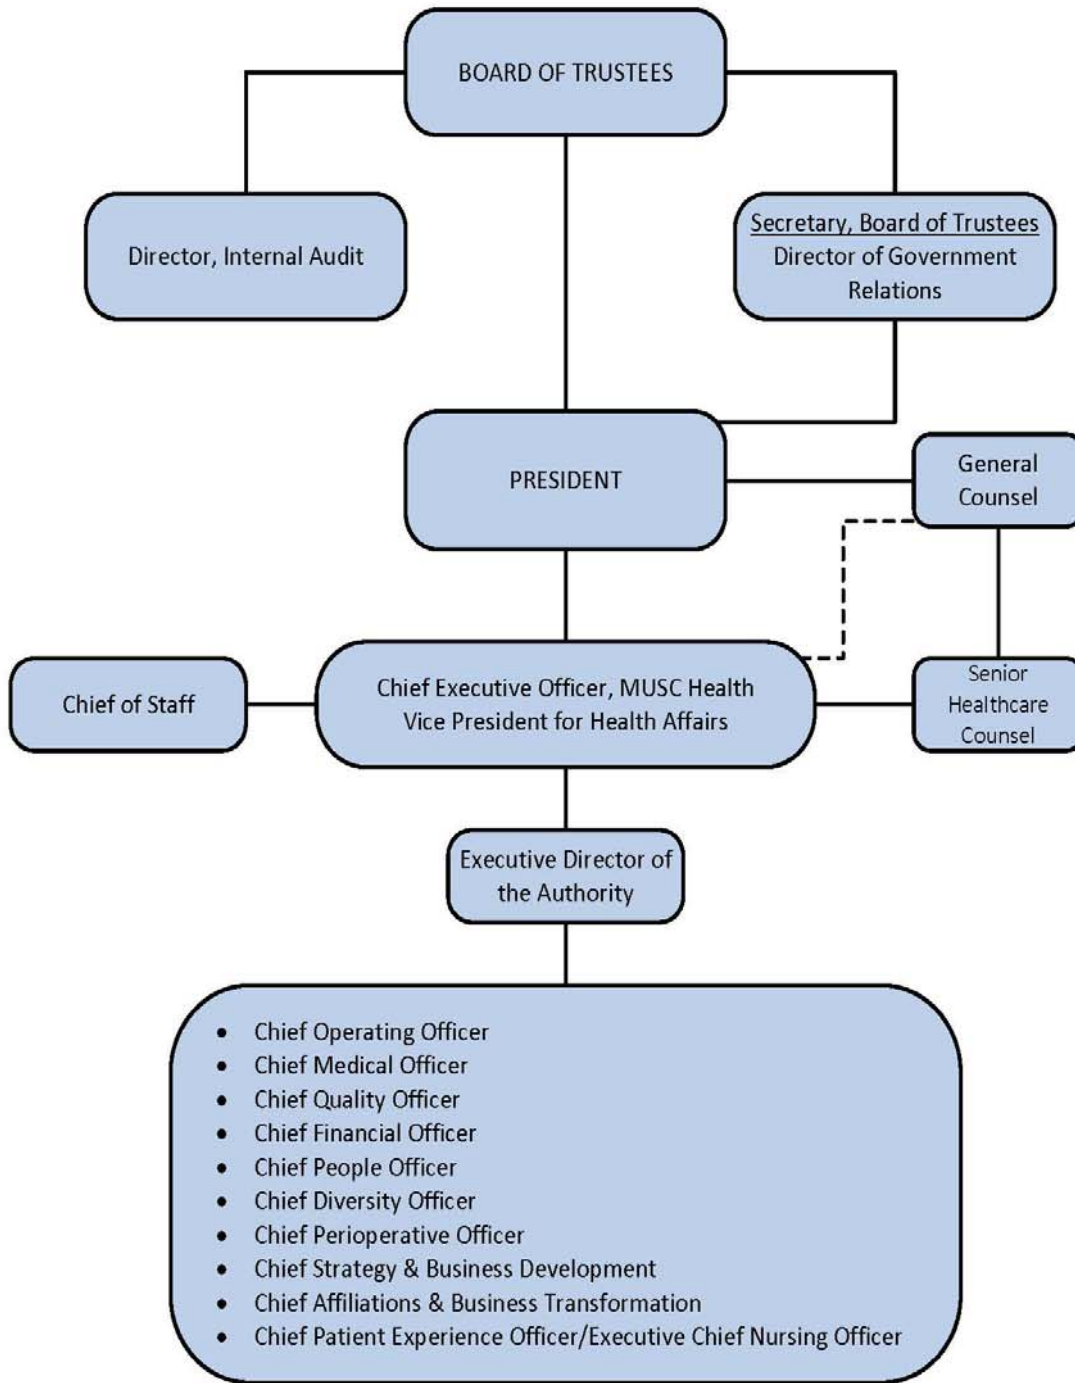 BOARD OF TRUSTEES
Director, Internal Audit
Secretary, Board of Trustees
Director of Government
Relations
PRESIDENT
General
Counsel
Chief of Staff
Chief Executive Officer, MUSC Health
Vice President for Health Affairs
Senior
Healthcare
Counsel
Executive Director of
the Authority
• Chief Operating Officer
• Chief Medical Officer
• Chief Quality Officer
• Chief Financial Officer
• Chief People Officer
• Chief Diversity Officer
• Chief Perioperative Officer
• Chief Strategy & Business Development
• Chief Affiliations & Business Transformation
• Chief Patient Experience Officer/Executive Chief Nursing Officer